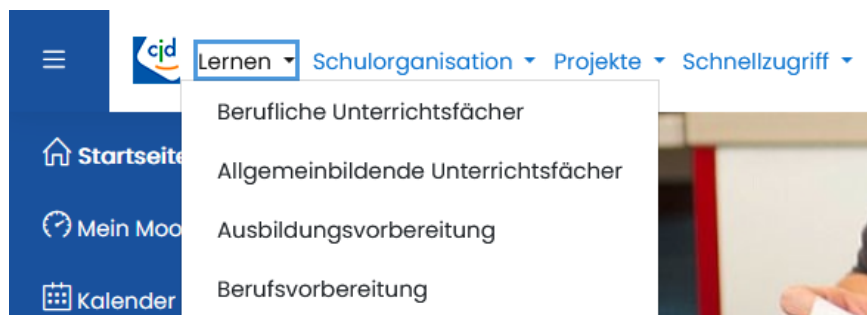 cjd
Lernen Schulorganisation Projekte Schnellzugriff
Berufliche Unterrichtsfächer
Startseite
Allgemeinbildende Unterrichtsfächer
Mein Moo
Ausbildungsvorbereitung
Kalender
Berufsvorbereitung